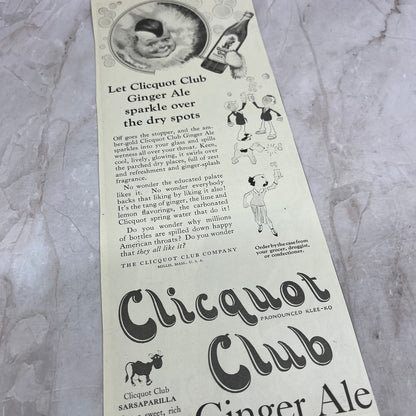 Let Clicquot Club
Ginger Ale
sparkle over
the dry spots
Off goes the stopper, and the am-
ber-gold Clicquot Club Ginger Ale
sparkles into your glass and spills
wetness all over your throat. Keen,
cool, lively, glowing, it swirls over
the parched dry places, full of zest
and refreshment and ginger-splash
fragrance.
No wonder the educated palate
likes it. No wonder everybody
backs that liking by liking it also!
It's the tang of ginger, the lime and
lemon flavorings, the carbonated
Clicquot spring water that do it!
Do you wonder why millions
of bottles are spilled down happy
American throats? Do you wonder
that they all like it?
THE CLICQUOT CLUB COMPANY
MILLIS, MASS., U. S. A.
Order by the case from
your grocer, druggist,
or confectioner.
Clicquot
PRONOUNCED KLEE-KO
Club
Clicquot Club
SARSAPARILLA
sweet, rich
Ginger Ale